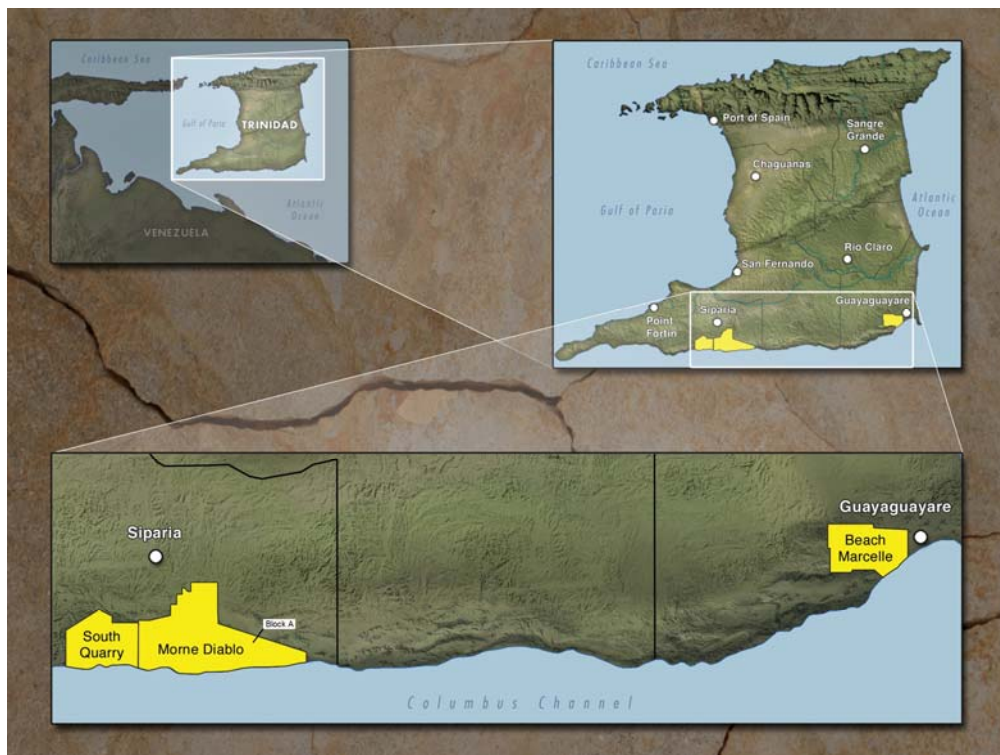 Caribbean Sea
Gulf of Paria
TRINIDAD
Atlantic
Ocean
VENEZUELA
Caribbean Sea
Port of Spain
Sangre
Grande
Chaguanas
Gulf of Paria
Atlantic
Ocean
Rio Claro
San Fernando
Guayaguayare
Siparia
Point
Fortin
Siparia
Guayaguayare
Beach
Marcelle
Block A
South
Quarry
Morne Diablo
Columbus Channel